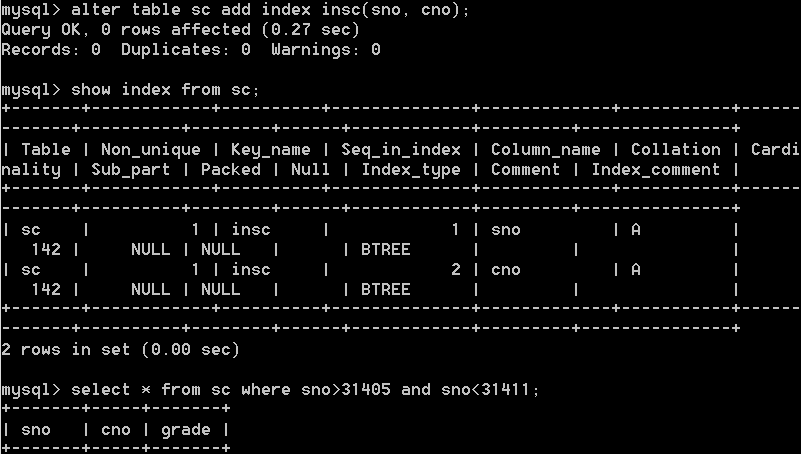 mysql> alter table sc add index insc(sno, cno);
Query OK, 0 rows affected (0.27 sec)
Records: 0  Duplicates: 0  Warnings: 0

mysql> show index from sc;
+-------+------------+----------+--------------+-------------+-----------+------
-------+----------+--------+------+------------+---------+---------------+
| Table | Non_unique | Key_name | Seq_in_index | Column_name | Collation | Cardi
nality | Sub_part | Packed | Null | Index_type | Comment | Index_comment |
+-------+------------+----------+--------------+-------------+-----------+------
-------+----------+--------+------+------------+---------+---------------+
| sc    |          1 | insc     |            1 | sno         | A         |
   142 |     NULL | NULL   |      | BTREE      |         |               |
| sc    |          1 | insc     |            2 | cno         | A         |
   142 |     NULL | NULL   |      | BTREE      |         |               |
+-------+------------+----------+--------------+-------------+-----------+------
-------+----------+--------+------+------------+---------+---------------+
2 rows in set (0.00 sec)

mysql> select * from sc where sno>31405 and sno<31411;
+-------+-----+-------+
| sno   | cno | grade |
+-------+-----+-------+